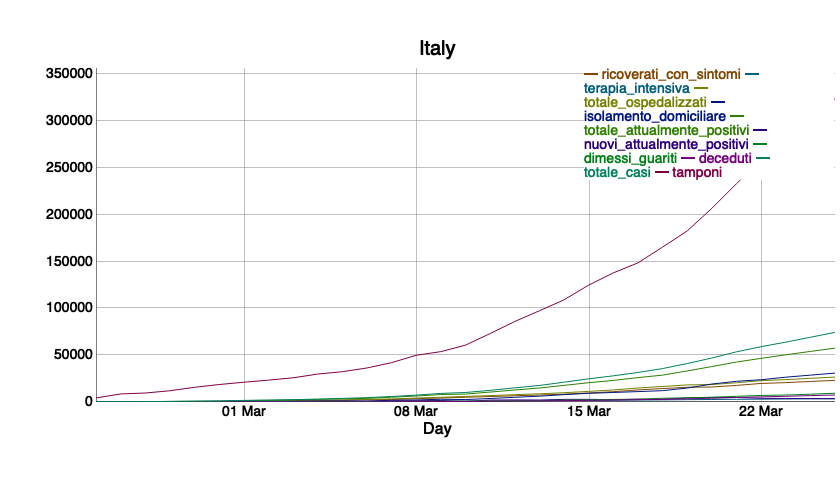 Italy
350000
— ricoverati_con_sintomi —
terapia_intensiva —
totale_ospedalizzati —
300000
isolamento_domiciliare —
totale_attualmente_positivi —
nuovi_attualmente_positivi —
dimessi_guariti — deceduti —
250000
totale_casi — tamponi
200000
150000
100000
50000
0
01 Mar 08 Mar 15 Mar 22 Mar
Day